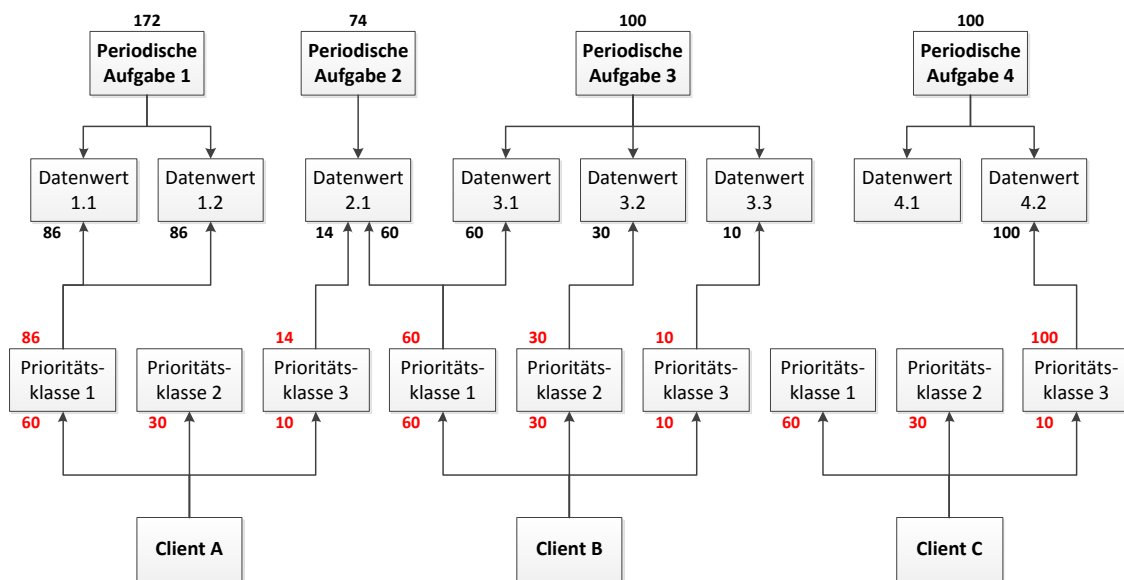 172
74
100
100
Periodische
Aufgabe 1
Periodische
Aufgabe 2
Periodische
Aufgabe 3
Periodische
Aufgabe 4
Datenwert
1.1
Datenwert
1.2
Datenwert
2.1
Datenwert
3.1
Datenwert
3.2
Datenwert
3.3
Datenwert
4.1
Datenwert
4.2
86
86
14
60
60
30
10
100
86
14
60
30
10
100
Prioritäts-
klasse 1
Prioritäts-
klasse 2
Prioritäts-
klasse 3
Prioritäts-
klasse 1
Prioritäts-
klasse 2
Prioritäts-
klasse 3
Prioritäts-
klasse 1
Prioritäts-
klasse 2
Prioritäts-
klasse 3
60
30
10
60
30
10
60
30
10
Client A
Client B
Client C